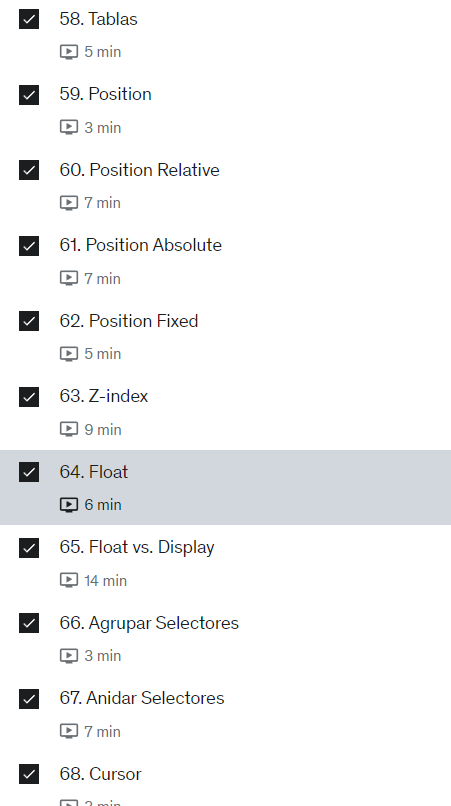 58. Tablas
5 min
59. Position
3 min
60. Position Relative
7 min
61. Position Absolute
7 min
62. Position Fixed
5 min
63. Z-index
9 min
64. Float
6 min
65. Float vs. Display
14 min
66. Agrupar Selectores
3 min
67. Anidar Selectores
7 min
68. Cursor